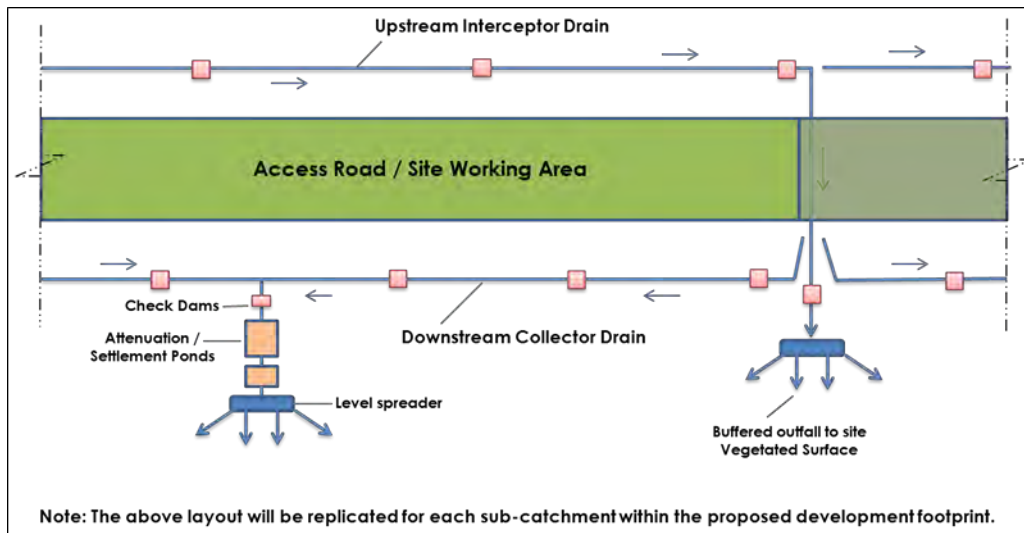 Upstream Interceptor Drain
Access Road / Site Working Area
Check Dams
Attenuation /
Settlement Ponds
Downstream Collector Drain
Level spreader
Buffered outfall to site
Vegetated Surface
Note: The above layout will be replicated for each sub-catchment within the proposed development footprint.